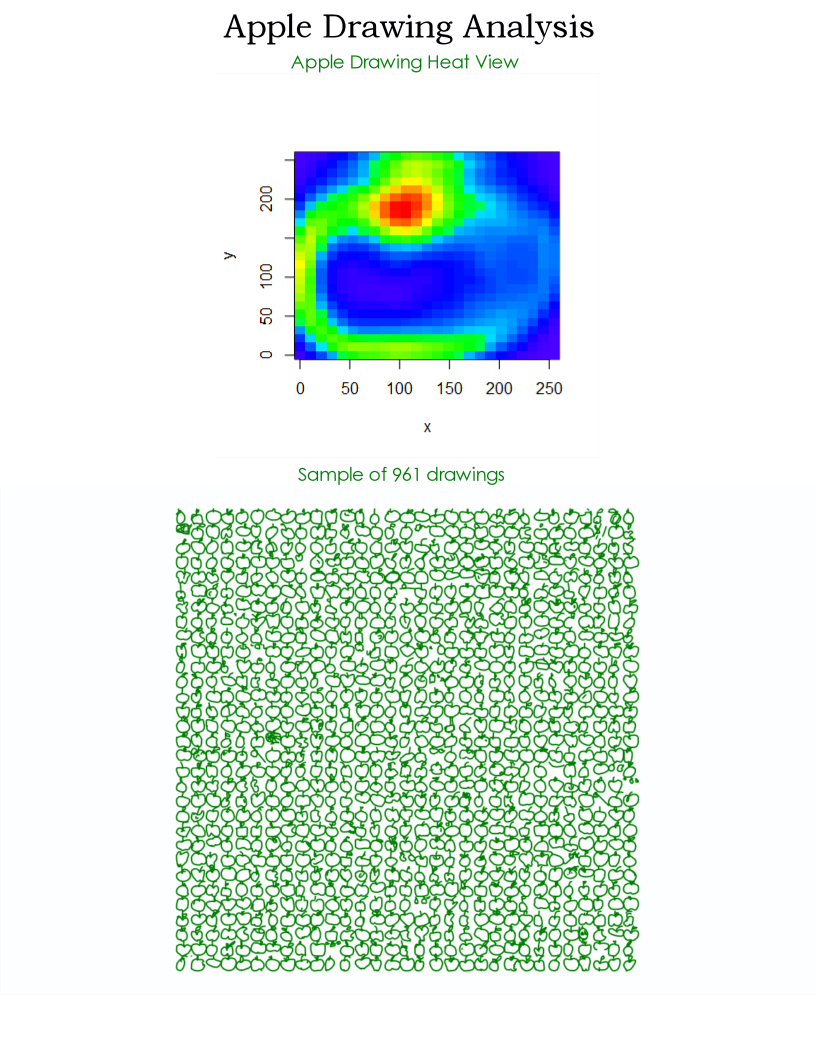 Apple Drawing Analysis
Apple Drawing Heat View
y
200
100
50
0
0 50 100 150 200 250
x
Sample of 961 drawings